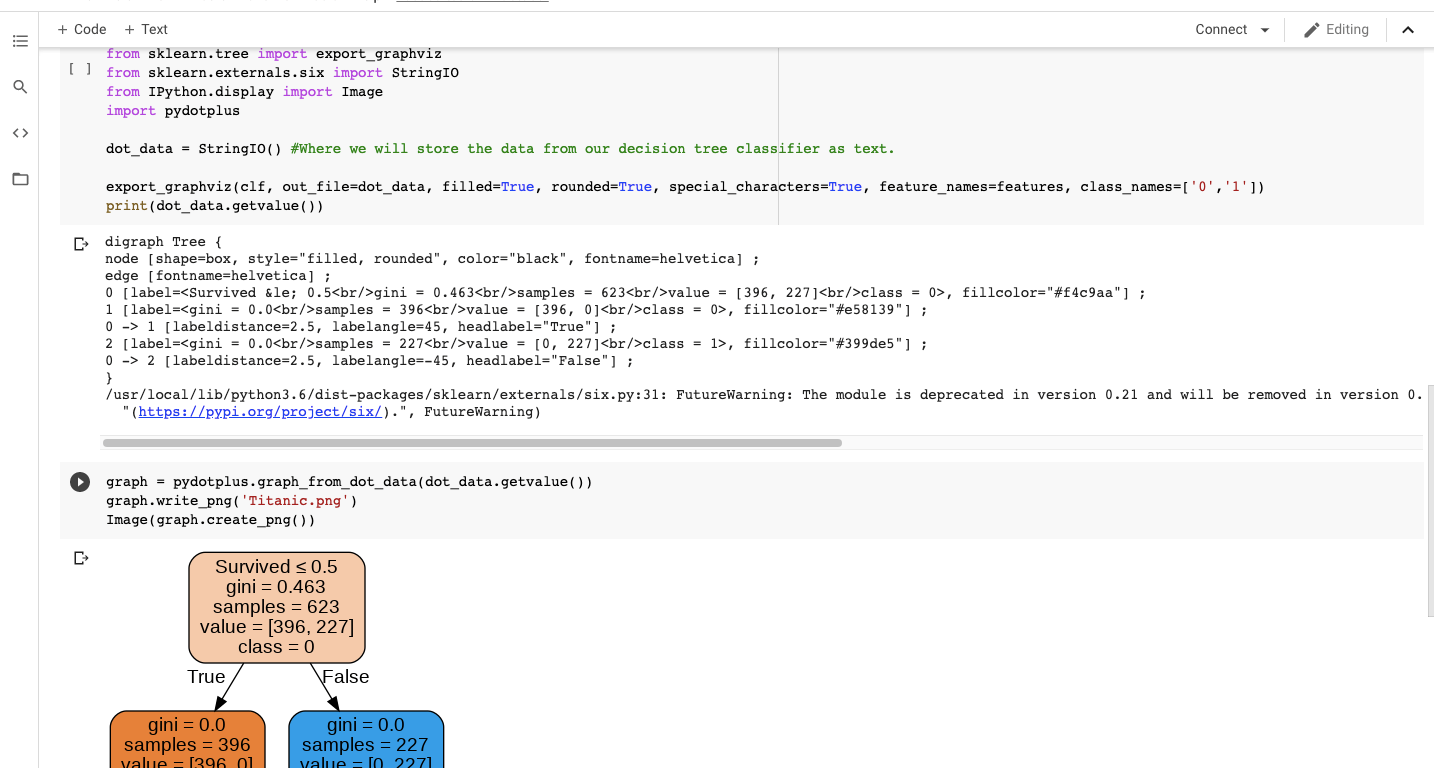 + Code + Text Connect Editing
from sklearn.tree import export_graphviz
[ ] from sklearn.externals.six import StringIO
from IPython.display import Image
import pydotplus
dot_data = StringIO() #Where we will store the data from our decision tree classifier as text.
export_graphviz(clf, out_file=dot_data, filled=True, rounded=True, special_characters=True, feature_names=features, class_names=['0','1'])
print(dot_data.getvalue())
digraph Tree {
node [shape=box, style="filled, rounded", color="black", fontname=helvetica] ;
edge [fontname=helvetica] ;
0 [label=<Survived &le; 0.5<br/>gini = 0.463<br/>samples = 623<br/>value = [396, 227]<br/>class = 0>, fillcolor="#f4c9aa"] ;
1 [label=<gini = 0.0<br/>samples = 396<br/>value = [396, 0]<br/>class = 0>, fillcolor="#e58139"] ;
0 -> 1 [labeldistance=2.5, labelangle=45, headlabel="True"] ;
2 [label=<gini = 0.0<br/>samples = 227<br/>value = [0, 227]<br/>class = 1>, fillcolor="#399de5"] ;
0 -> 2 [labeldistance=2.5, labelangle=-45, headlabel="False"] ;
}
/usr/local/lib/python3.6/dist-packages/sklearn/externals/six.py:31: FutureWarning: The module is deprecated in version 0.21 and will be removed in version 0.
"(https://pypi.org/project/six/).", FutureWarning)
graph = pydotplus.graph_from_dot_data(dot_data.getvalue())
graph.write_png('Titanic.png')
Image(graph.create_png())
Survived ≤ 0.5
gini = 0.463
samples = 623
value = [396, 227]
class = 0
True False
gini = 0.0
samples = 396
value = [396, 0]
gini = 0.0
samples = 227
value = [0, 227]